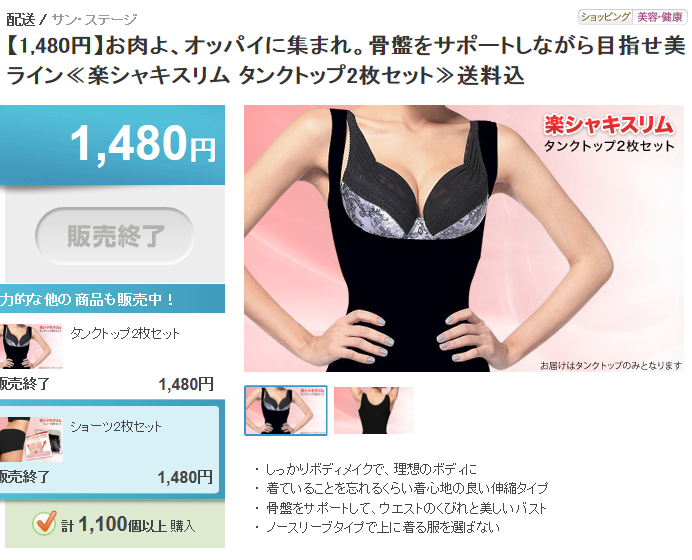 配送 / サン・ステージ
ショッピング 美容・健康
【1,480円】お肉よ、オッパイに集まれ。骨盤をサポートしながら目指せ美
ライン≪楽シャキスリム タンクトップ2枚セット≫送料込
1,480円
販売終了
力的な他の商品も販売中！
タンクトップ2枚セット
販売終了 1,480円
ショーツ2枚セット
販売終了 1,480円
計 1,100個以上 購入
楽シャキスリム
タンクトップ2枚セット
お届けはタンクトップのみとなります
・ しっかりボディメイクで、理想のボディに
・ 着ていることを忘れるくらい着心地の良い伸縮タイプ
・ 骨盤をサポートして、ウエストのくびれと美しいバスト
・ ノースリーブタイプで上に着る服を選ばない